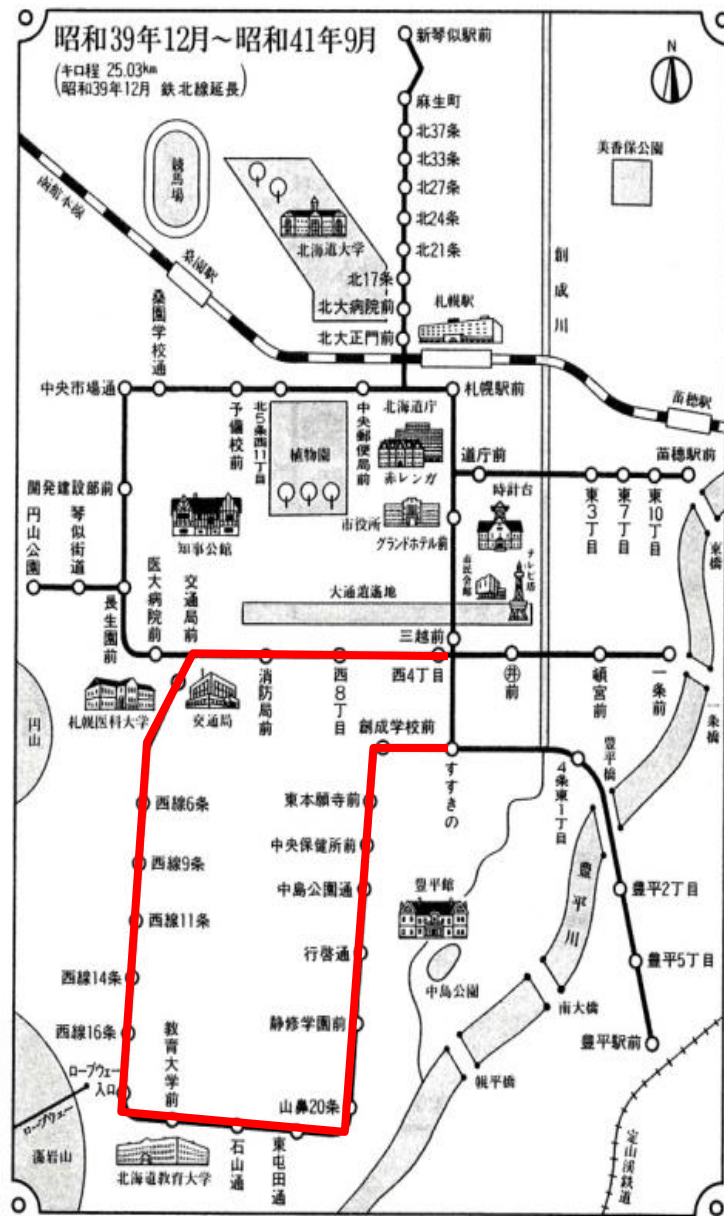 昭和39年12月～昭和41年9月
(キロ程 25.03km
昭和39年12月 鉄北線延長)
N
新琴似駅前
麻生町
北37条
北33条
北27条
北24条
北21条
北17条
北大病院前
北大正門前
美香保公園
競馬場
函館本線
北海道大学
桑園駅
創成川
札幌駅
苗穂駅
桑園学校通
中央市場通
予備校前
北5条西11丁目
中央郵便局前
札幌駅前
北海道庁
赤レンガ
植物園
道庁前
苗穂駅前
時計台
東3丁目
東7丁目
東10丁目
開発建設部前
円山公園
琴似街道
長生園前
知事公館
市役所
グランドホテル前
市民会館
テレビ塔
東橋
医大病院前
交通局前
大通逍遥地
三越前
消防局前
西8丁目
西4丁目
㊉前
頓宮前
一条前
一条橋
札幌医科大学
交通局
円山
創成学校前
すすきの
4条東1丁目
豊平橋
西線6条
東本願寺前
西線9条
中央保健所前
中島公園通
豊平館
豊平川
豊平2丁目
西線11条
行啓通
中島公園
豊平5丁目
西線14条
南大橋
西線16条
静修学園前
豊平駅前
教育大学前
ロープウェー
入口
幌平橋
ロープウェー
山鼻20条
藻岩山
北海道教育大学
石山通
東屯田通
定山渓鉄道